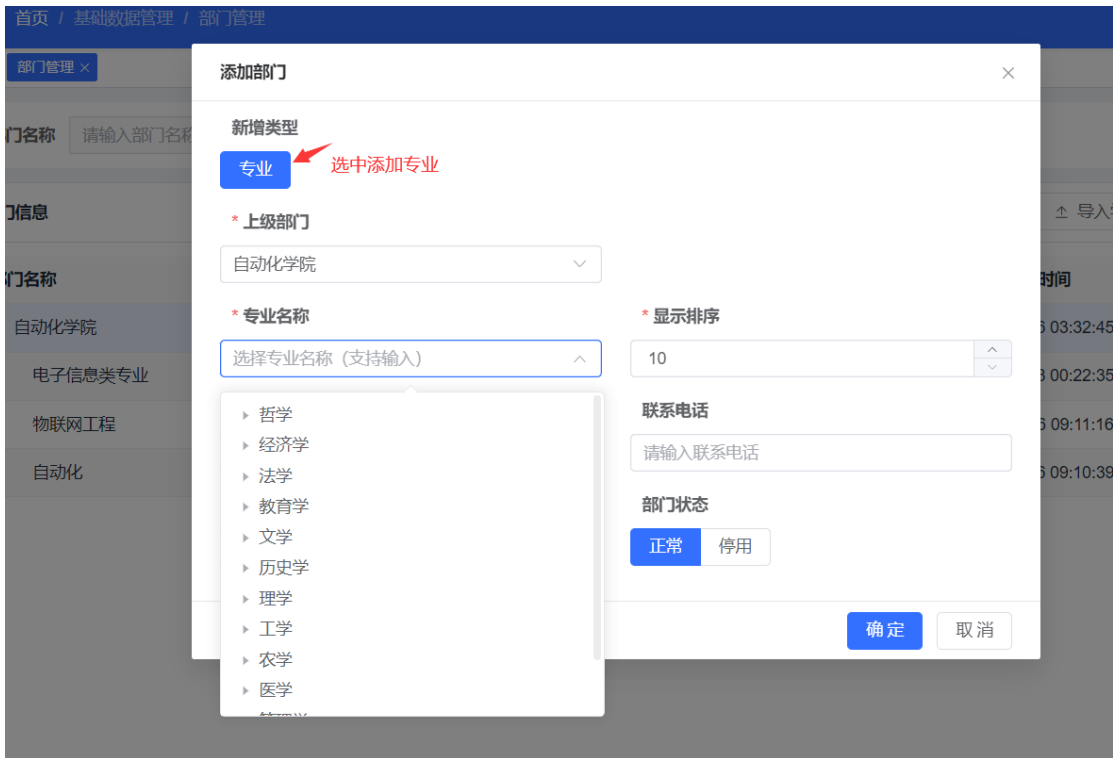 首页 / 基础数据管理 / 部门管理
部门管理 ×
添加部门
门名称 请输入部门名称
新增类型
专业
选中添加专业
门信息
导入
* 上级部门
自动化学院
门名称
时间
* 专业名称
* 显示排序
自动化学院
03:32:45
选择专业名称（支持输入）
10
电子信息类专业
00:22:35
哲学
联系电话
物联网工程
经济学
09:11:16
请输入联系电话
自动化
法学
09:10:39
教育学
部门状态
文学
正常 停用
历史学
理学
工学
确定 取消
农学
医学